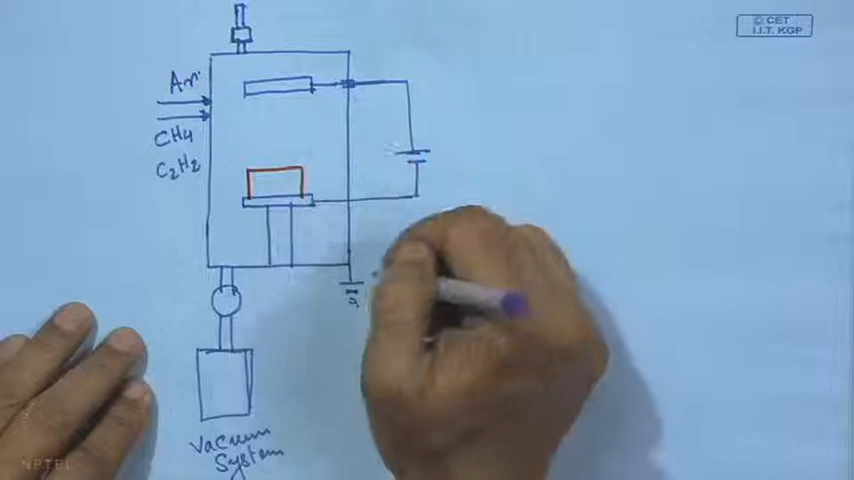 © CET
I.I.T. KGP
Ar
CH4
C2H2
Vacuum
System
NPTEL